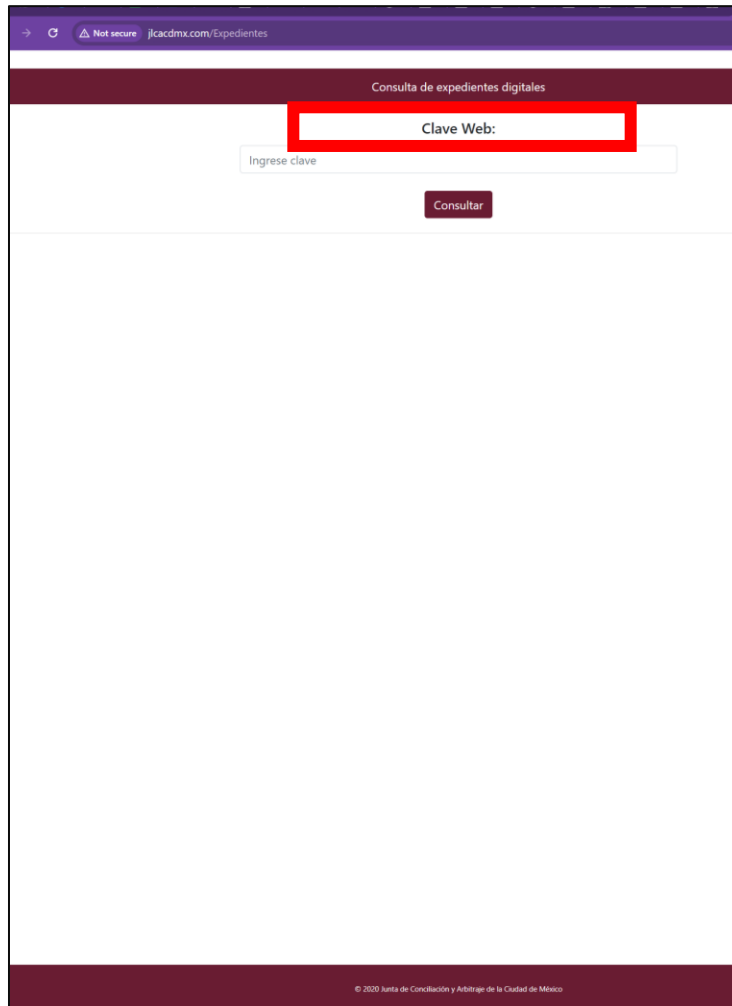 Not secure jlcacdmx.com/Expedientes
Consulta de expedientes digitales
Clave Web:
Ingrese clave
Consultar
© 2020 Junta de Conciliación y Arbitraje de la Ciudad de México